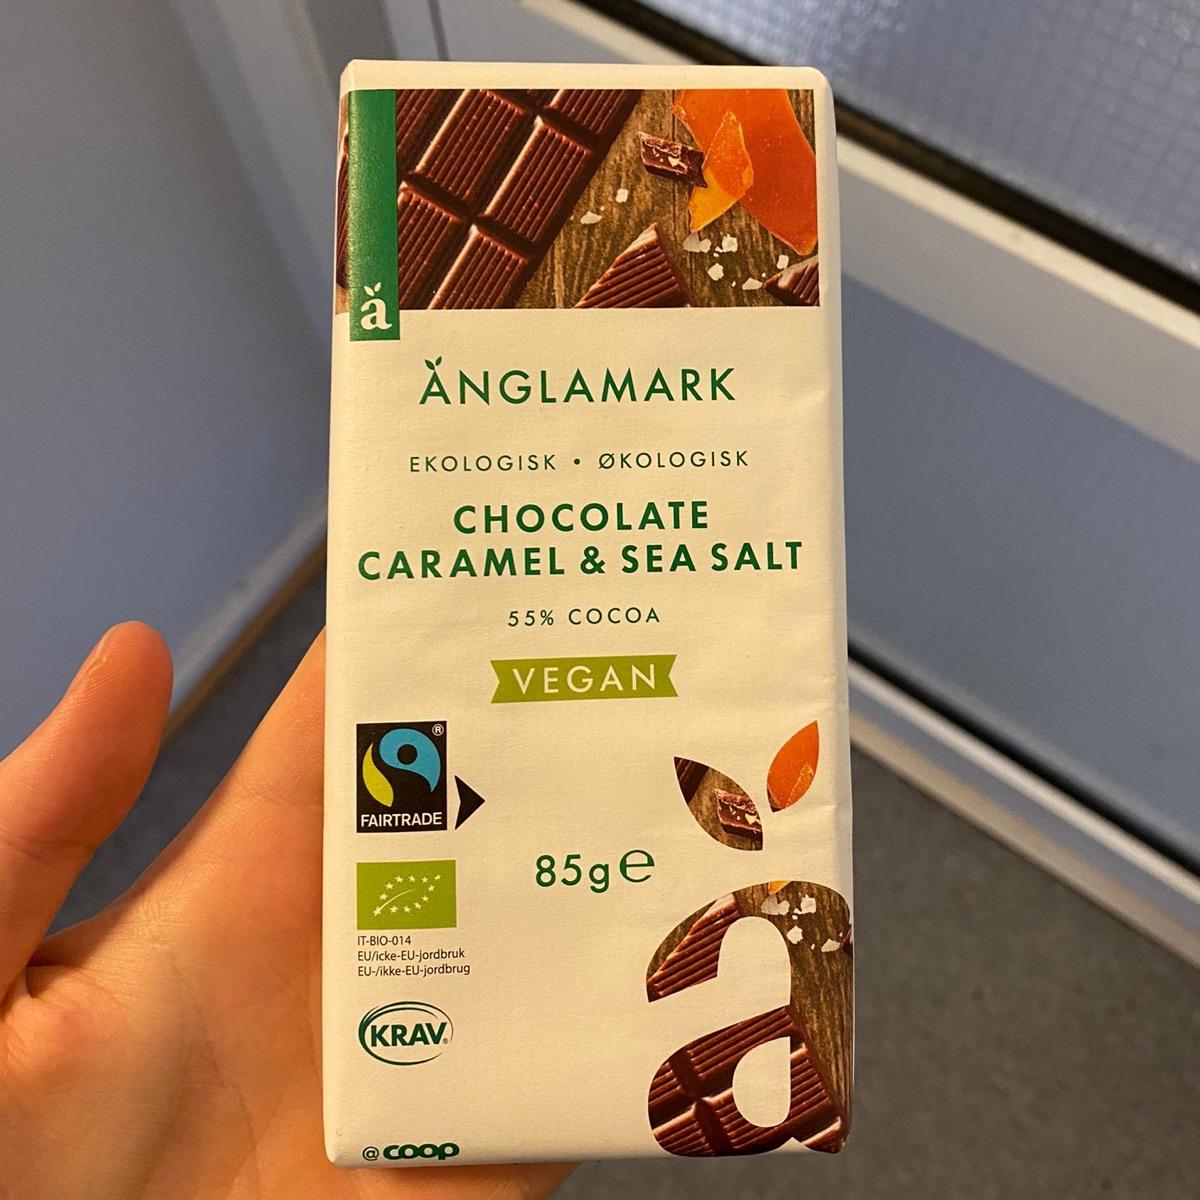 å
ÄNGLAMARK
EKOLOGISK • ØKOLOGISK
CHOCOLATE
CARAMEL & SEA SALT
55% COCOA
VEGAN
®
FAIRTRADE
85g ℮
IT-BIO-014
EU/icke-EU-jordbruk
EU-/ikke-EU-jordbrug
KRAV®
@ coop
ä